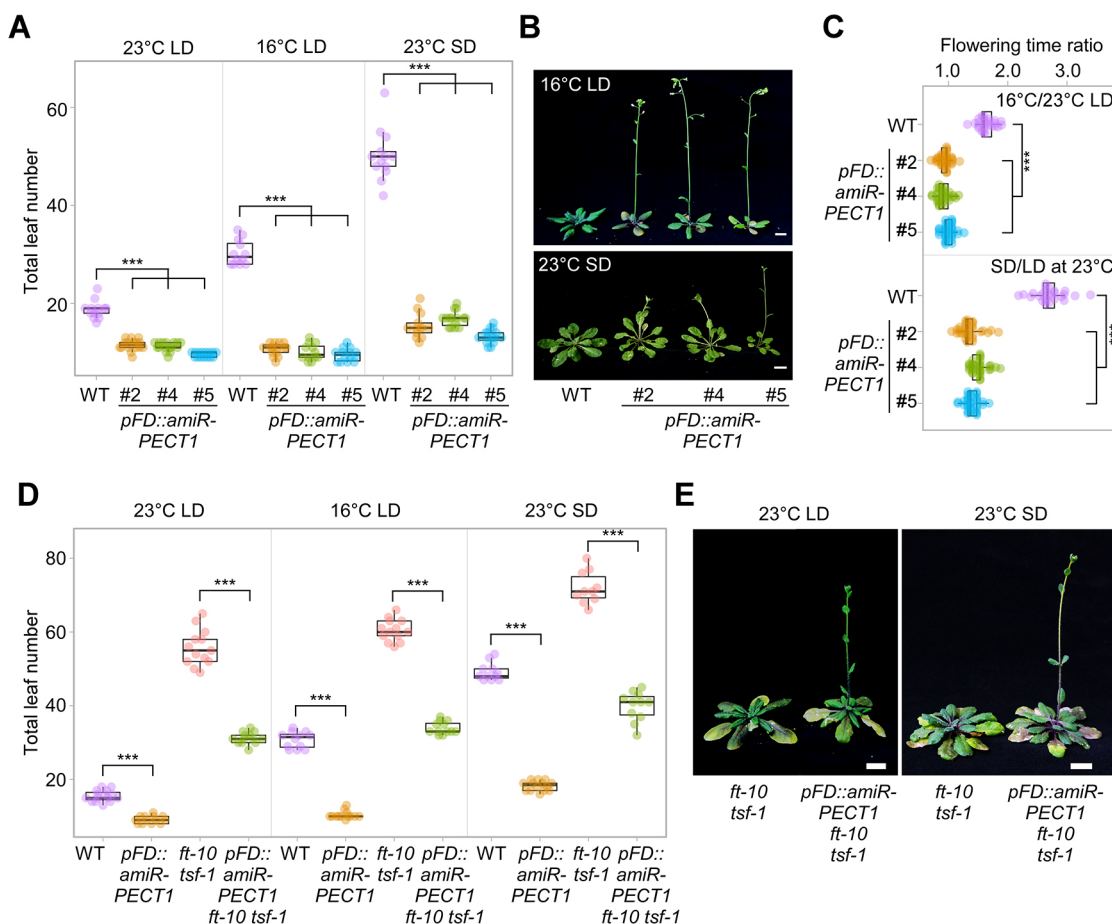 A
23°C LD
16°C LD
23°C SD
Total leaf number
60
40
20
***
***
***
WT #2 #4 #5 WT #2 #4 #5 WT #2 #4 #5
pFD::amiR-
PECT1
pFD::amiR-
PECT1
pFD::amiR-
PECT1
B
16°C LD
23°C SD
WT #2 #4 #5
pFD::amiR-
PECT1
C
Flowering time ratio
1.0 2.0 3.0
16°C/23°C LD
WT
#2
#4
#5
pFD::
amiR-
PECT1
***
SD/LD at 23°C
WT
#2
#4
#5
pFD::
amiR-
PECT1
***
D
23°C LD
16°C LD
23°C SD
Total leaf number
80
60
40
20
***
***
***
***
***
***
WT
pFD::
amiR-
PECT1
ft-10
tsf-1
pFD::
amiR-
PECT1
ft-10 tsf-1
WT
pFD::
amiR-
PECT1
ft-10
tsf-1
pFD::
amiR-
PECT1
ft-10 tsf-1
WT
pFD::
amiR-
PECT1
ft-10
tsf-1
pFD::
amiR-
PECT1
ft-10 tsf-1
E
23°C LD
23°C SD
ft-10
tsf-1
pFD::amiR-
PECT1
ft-10
tsf-1
ft-10
tsf-1
pFD::amiR-
PECT1
ft-10
tsf-1